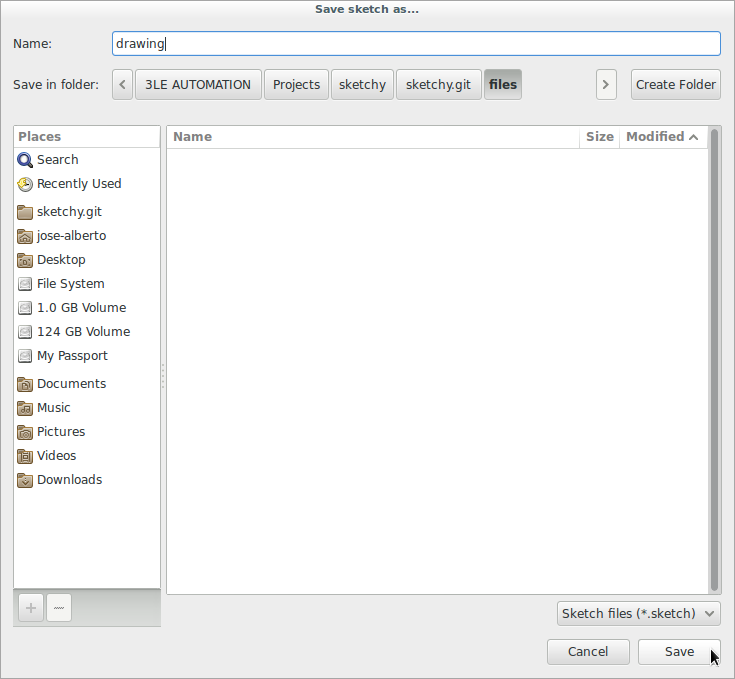 Save sketch as...
Name: drawing
Save in folder: 3LE AUTOMATION Projects sketchy sketchy.git files Create Folder
Places Name Size Modified
Search
Recently Used
sketchy.git
jose-alberto
Desktop
File System
1.0 GB Volume
124 GB Volume
My Passport
Documents
Music
Pictures
Videos
Downloads
Sketch files (*.sketch)
Cancel Save